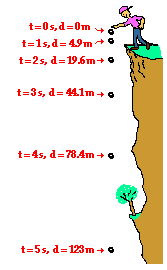 t = 0 s, d = 0 m
t = 1 s, d = 4.9 m
t = 2 s, d = 19.6 m
t = 3 s, d = 44.1 m
t = 4 s, d = 78.4 m
t = 5 s, d = 123 m